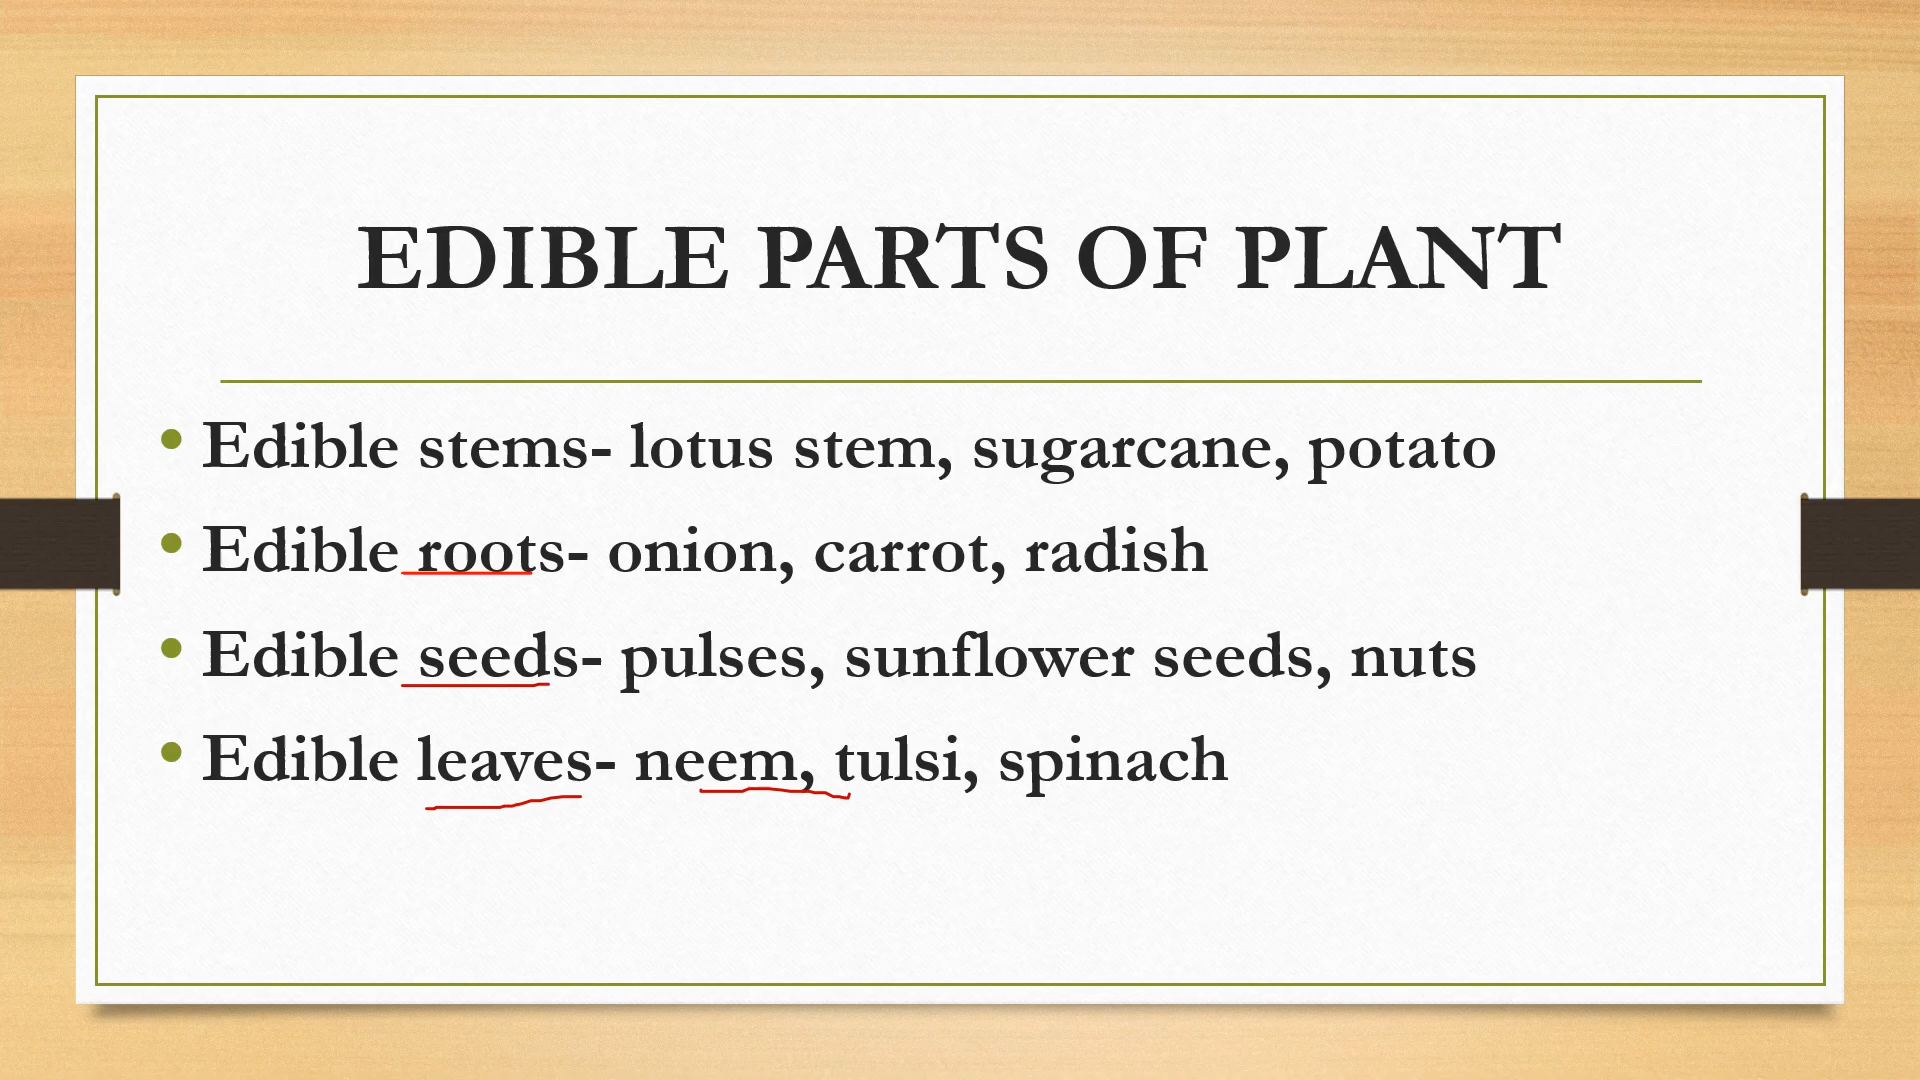 EDIBLE PARTS OF PLANT
• Edible stems- lotus stem, sugarcane, potato
• Edible roots- onion, carrot, radish
• Edible seeds- pulses, sunflower seeds, nuts
• Edible leaves- neem, tulsi, spinach